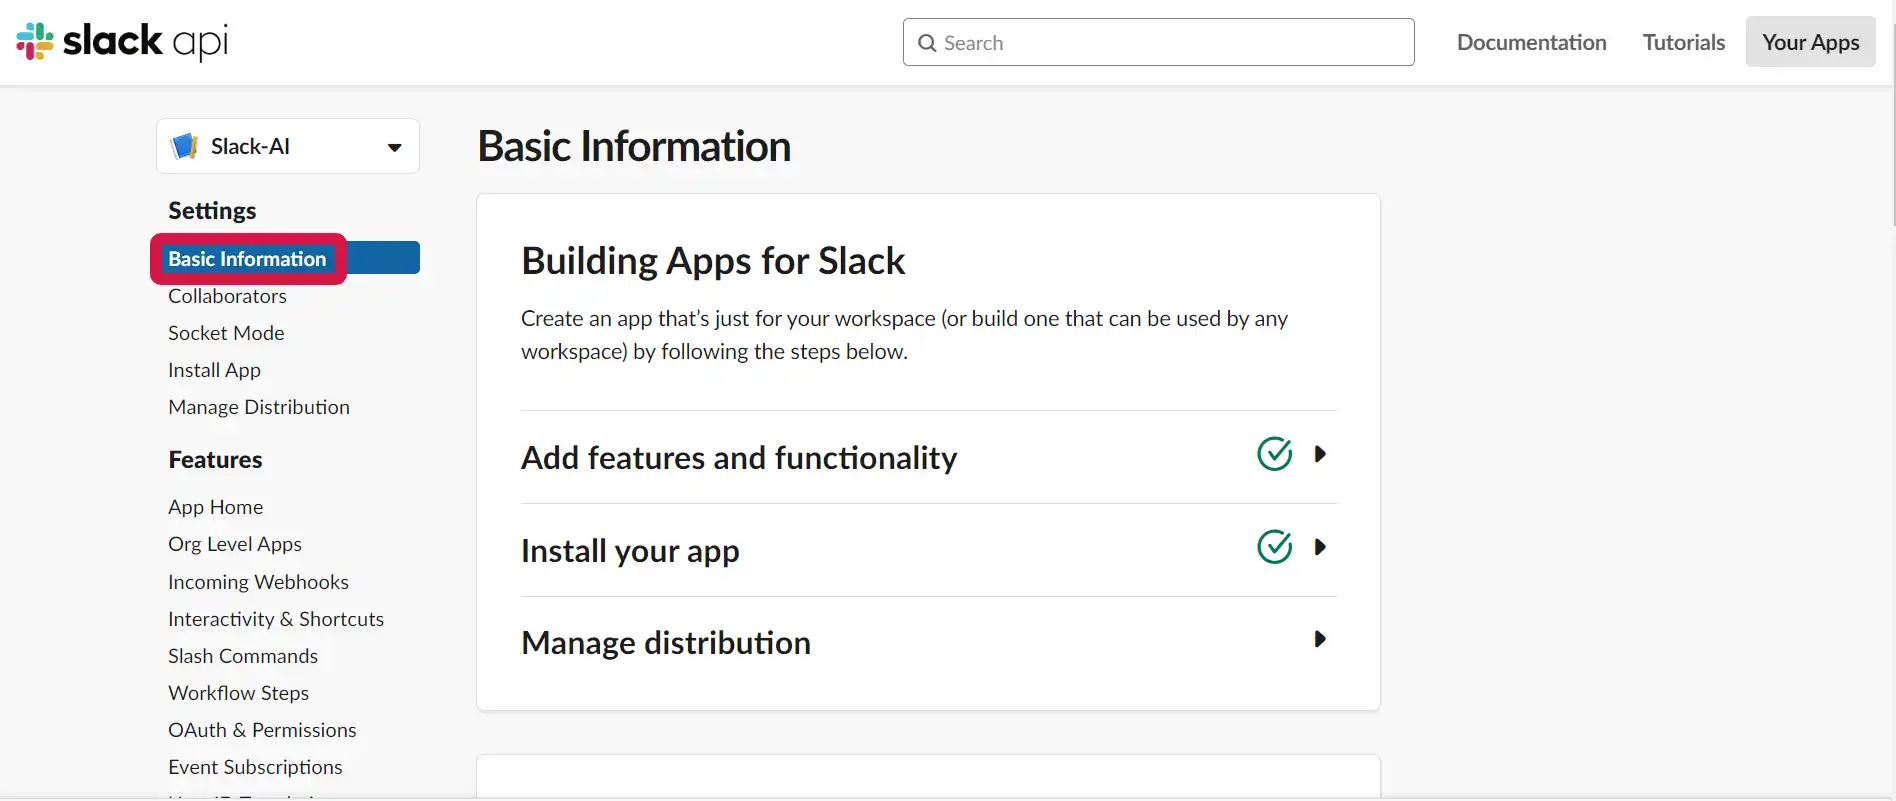 slack api
Search
Documentation
Tutorials
Your Apps
Slack-AI
Settings
Basic Information
Collaborators
Socket Mode
Install App
Manage Distribution
Features
App Home
Org Level Apps
Incoming Webhooks
Interactivity & Shortcuts
Slash Commands
Workflow Steps
OAuth & Permissions
Event Subscriptions
Basic Information
Building Apps for Slack
Create an app that’s just for your workspace (or build one that can be used by any
workspace) by following the steps below.
Add features and functionality
Install your app
Manage distribution